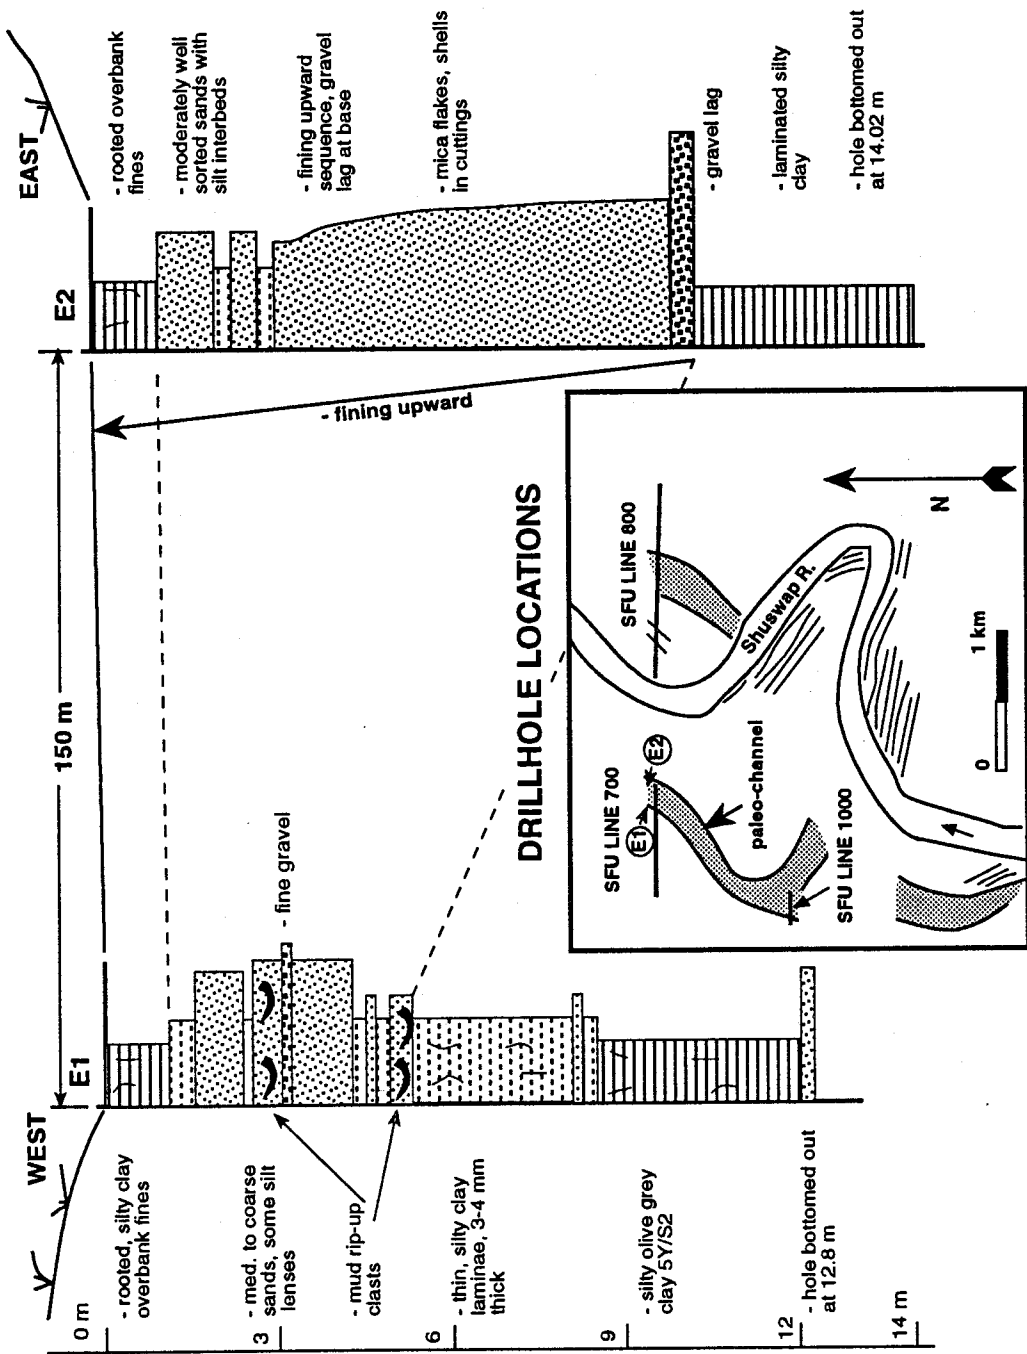 WEST
EAST
150 m
E1
E2
0 m
3
6
9
12
14 m
- rooted, silty clay
overbank fines
- med. to coarse
sands, some silt
lenses
- mud rip-up
clasts
- thin, silty clay
laminae, 3-4 mm
thick
- silty olive grey
clay 5Y/S2
- hole bottomed out
at 12.8 m
- fine gravel
- fining upward
- rooted overbank
fines
- moderately well
sorted sands with
silt interbeds
- fining upward
sequence, gravel
lag at base
- mica flakes, shells
in cuttings
- gravel lag
- laminated silty
clay
- hole bottomed out
at 14.02 m
DRILLHOLE LOCATIONS
SFU LINE 700
E1
E2
SFU LINE 800
paleo-channel
Shuswap R.
SFU LINE 1000
0
1 km
N